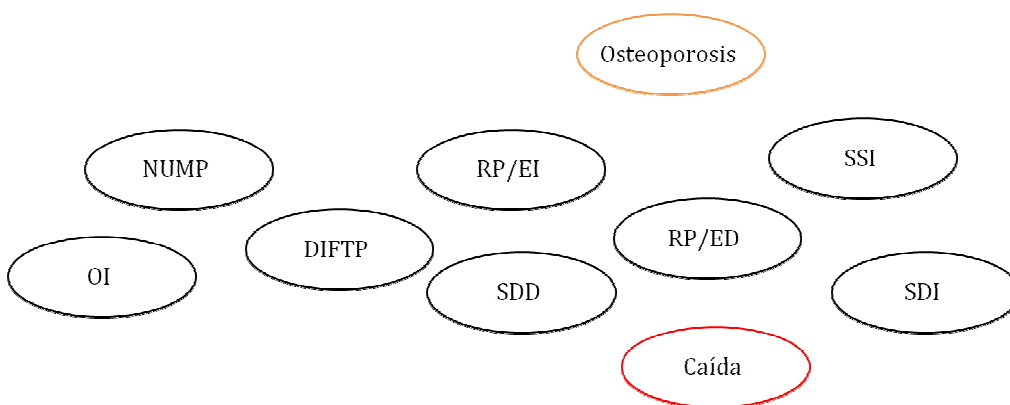 Osteoporosis
SSI
NUMP
RP/EI
RP/ED
DIFTP
OI
SDD
SDI
Caída